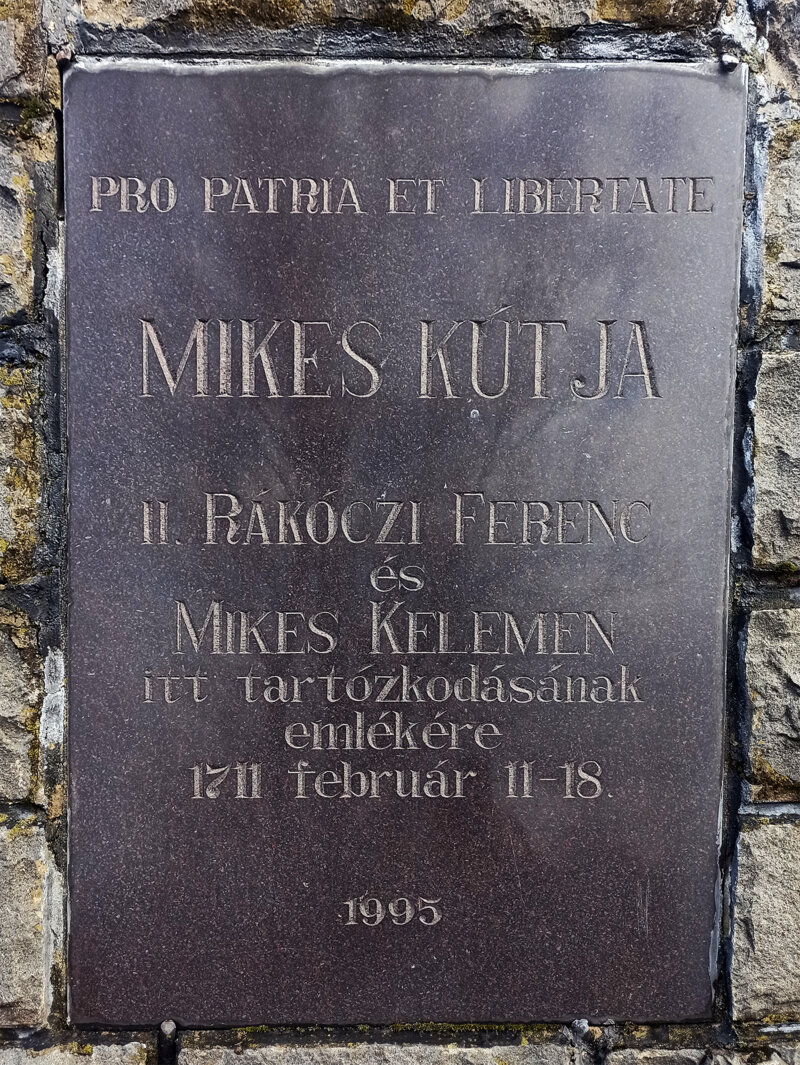 PRO PATRIA ET LIBERTATE
MIKES KÚTJA
II. RÁKÓCZI FERENC
és
MIKES KELEMEN
itt tartózkodásának
emlékére
1711 február 11-18.
1995